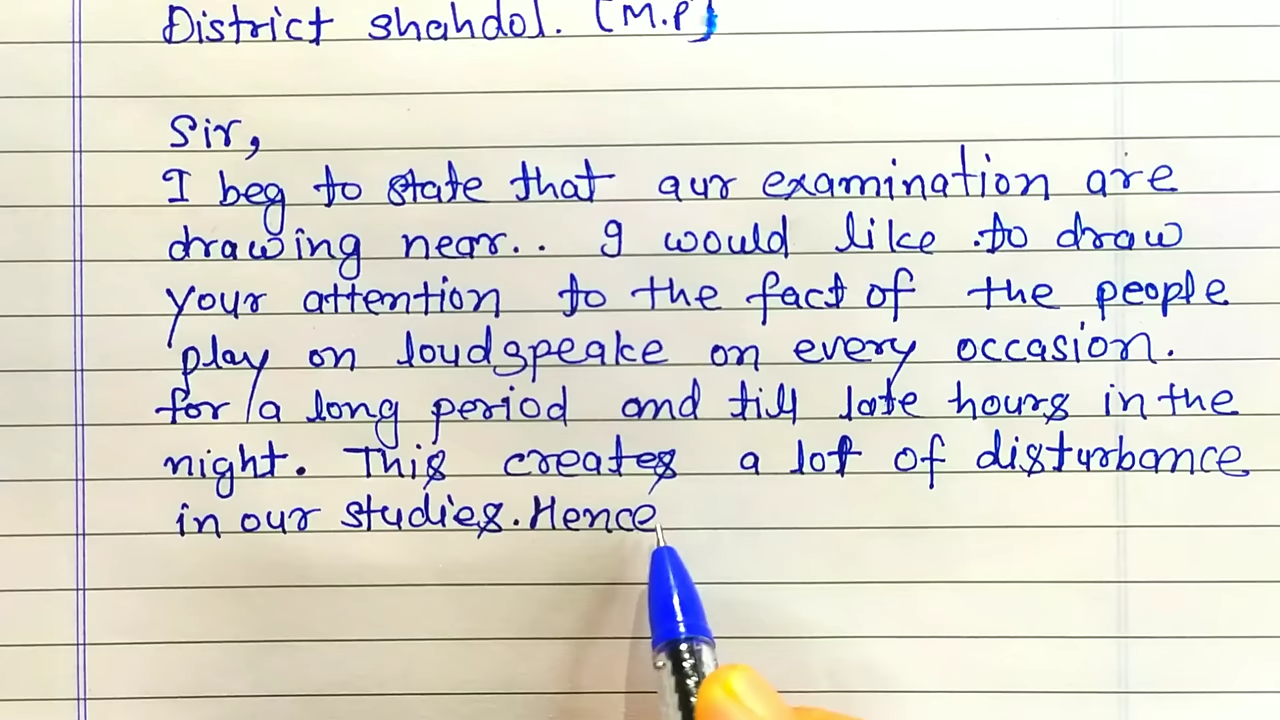 District shahdol. (M.P)
Sir,
I beg to state that our examination are
drawing near.. I would like to draw
your attention to the fact of the people
play on loudspeake on every occasion.
for a long period and till late hours in the
night. This creates a lot of disturbance
in our studies. Hence